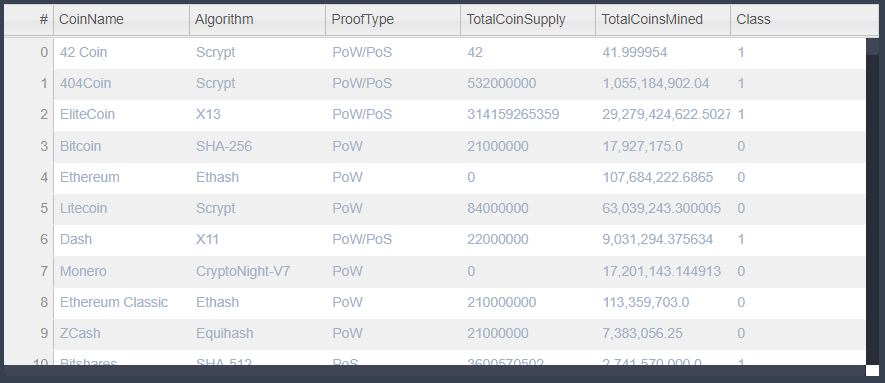 # CoinName Algorithm ProofType TotalCoinSupply TotalCoinsMined Class
0 42 Coin Scrypt PoW/PoS 42 41.999954 1
1 404Coin Scrypt PoW/PoS 532000000 1,055,184,902.04 1
2 EliteCoin X13 PoW/PoS 314159265359 29,279,424,622.5027 1
3 Bitcoin SHA-256 PoW 21000000 17,927,175.0 0
4 Ethereum Ethash PoW 0 107,684,222.6865 0
5 Litecoin Scrypt PoW 84000000 63,039,243.300005 0
6 Dash X11 PoW/PoS 22000000 9,031,294.375634 1
7 Monero CryptoNight-V7 PoW 0 17,201,143.144913 0
8 Ethereum Classic Ethash PoW 210000000 113,359,703.0 0
9 ZCash Equihash PoW 21000000 7,383,056.25 0
10 Bitshares SHA-512 PoS 3600570502 2,741,570,000.0 1